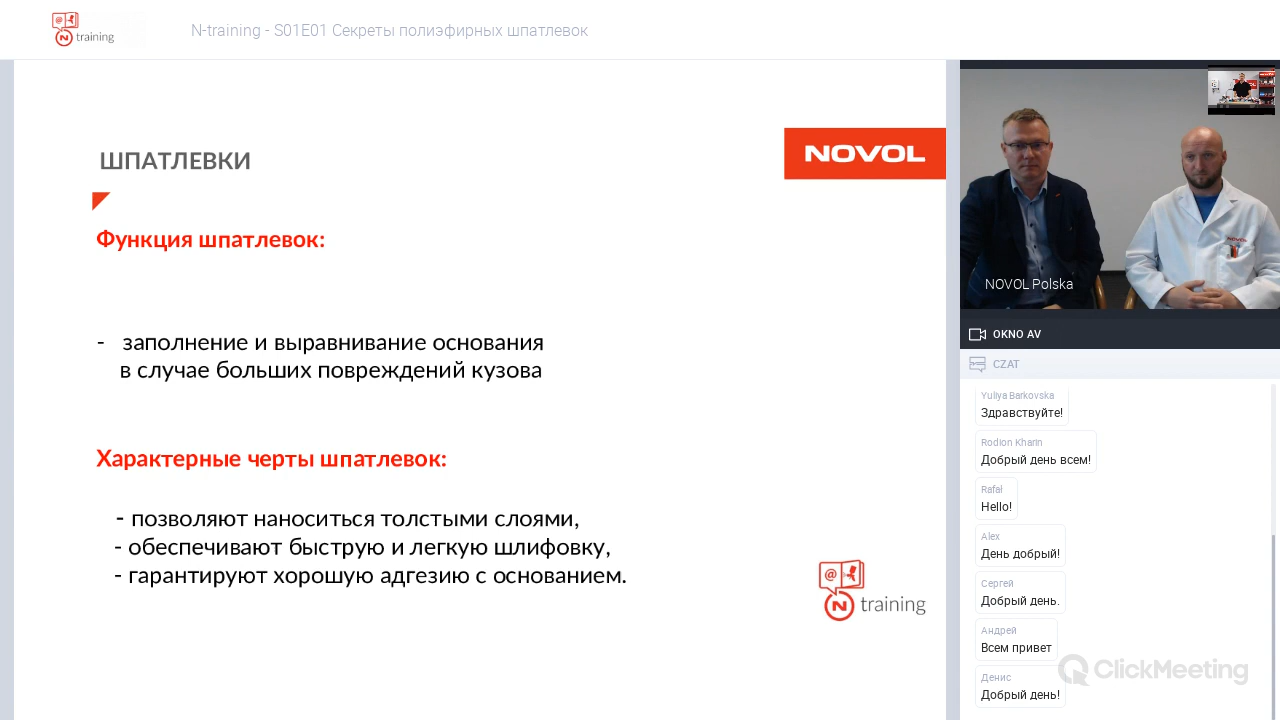 @
N
training
N-training - S01E01 Секреты полиэфирных шпатлевок
ШПАТЛЕВКИ
NOVOL
Функция шпатлевок:
- заполнение и выравнивание основания
в случае больших повреждений кузова
Характерные черты шпатлевок:
- позволяют наноситься толстыми слоями,
- обеспечивают быструю и легкую шлифовку,
- гарантируют хорошую адгезию с основанием.
@
N
training
NOVOL
NOVOL Polska
OKNO AV
CZAT
Yuliya Barkovska
Здравствуйте!
Rodion Kharin
Добрый день всем!
Rafał
Hello!
Alex
День добрый!
Сергей
Добрый день.
Андрей
Всем привет
Денис
Добрый день!
ClickMeeting